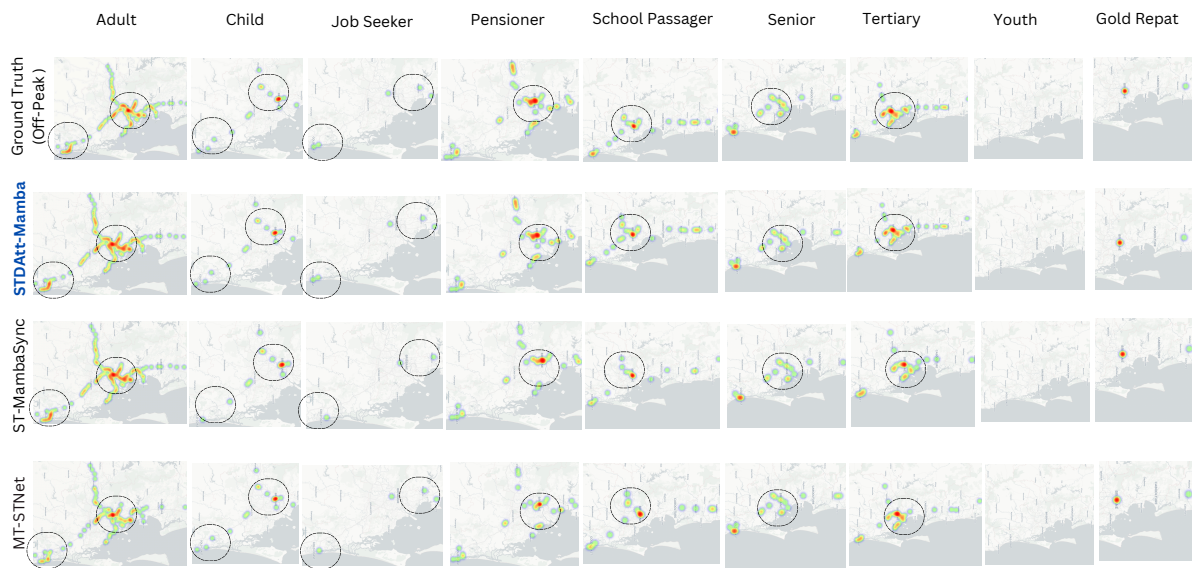 Adult Child Job Seeker Pensioner School Passager Senior Tertiary Youth Gold Repat
Ground Truth
(Off-Peak)
STDAtt-Mamba
ST-MambaSync
MT-STNet